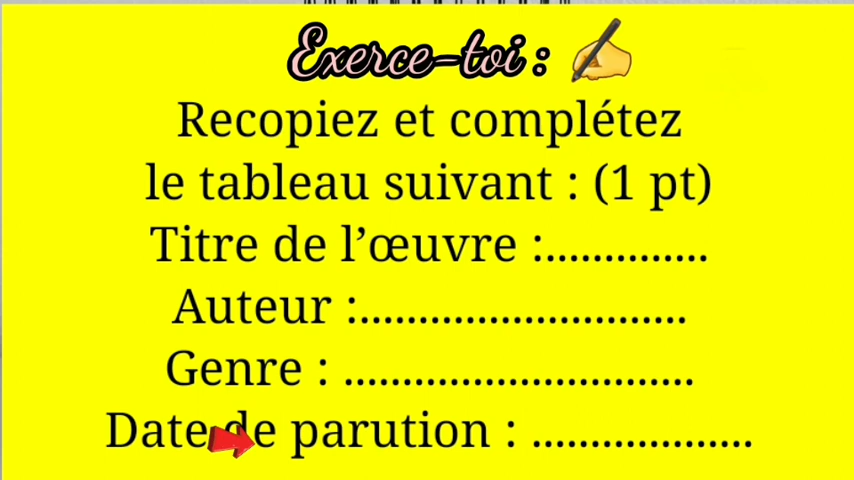 Exerce-toi :
Recopiez et complétez
le tableau suivant : (1 pt)
Titre de l’œuvre :..............
Auteur :............................
Genre : ..............................
Date de parution : ...................